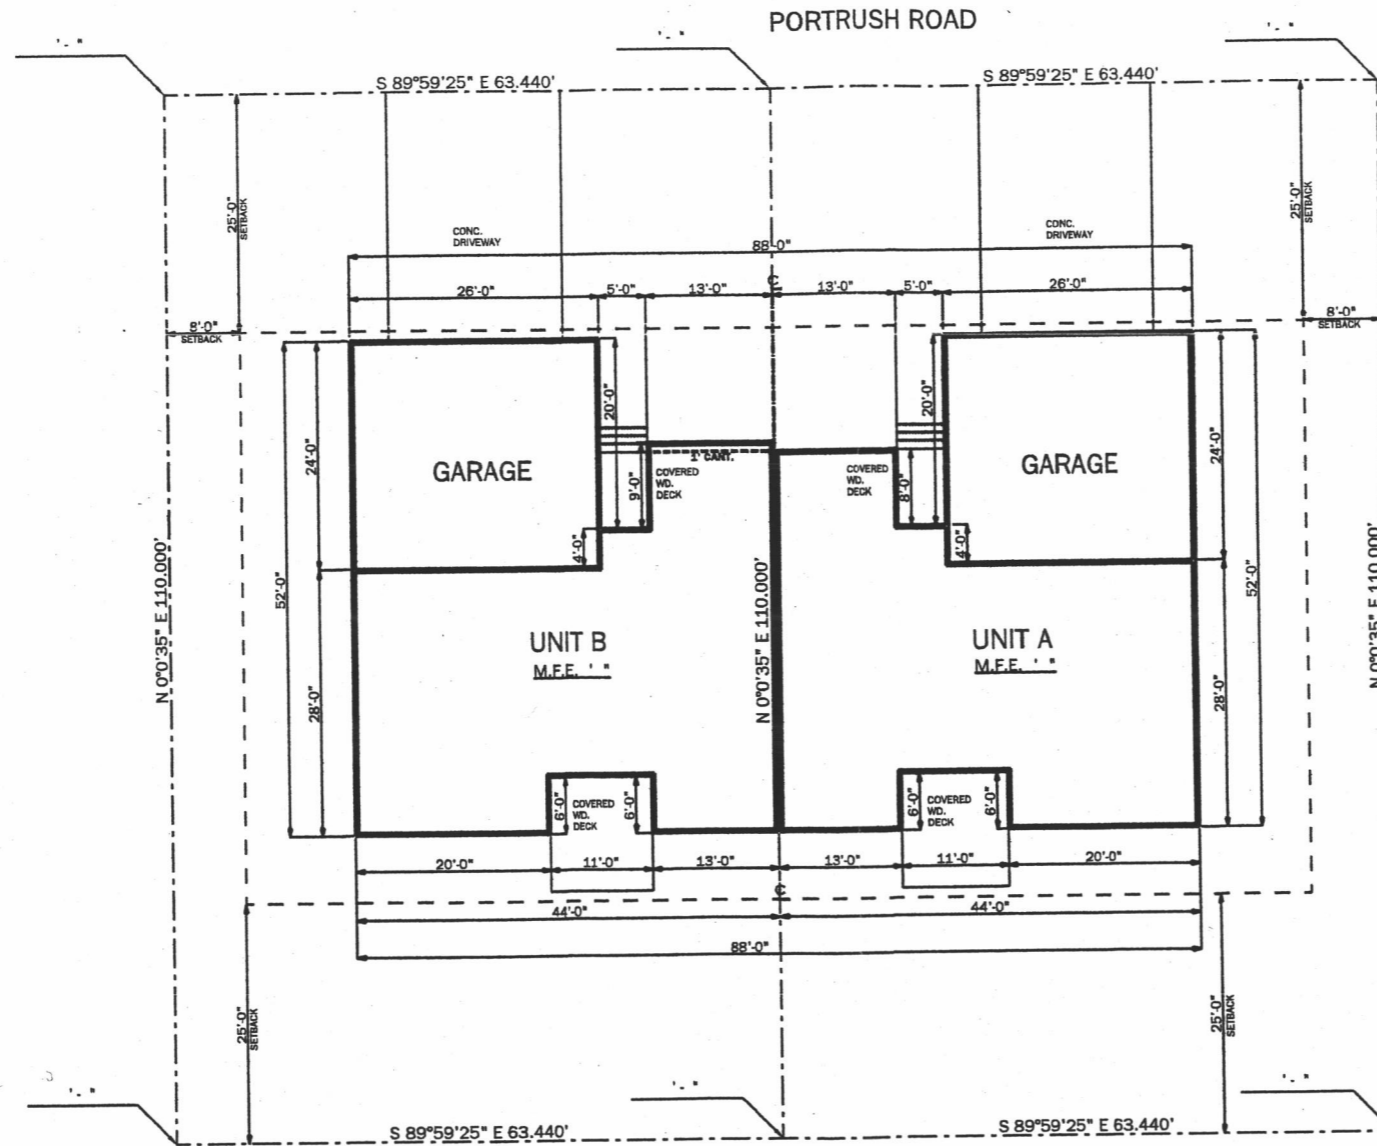 PORTRUSH ROAD
'-"
'-"
'-"
S 89°59'25" E 63.440'
S 89°59'25" E 63.440'
25'-0"
SETBACK
25'-0"
SETBACK
CONC.
DRIVEWAY
CONC.
DRIVEWAY
88'-0"
26'-0"
5'-0"
13'-0"
13'-0"
5'-0"
26'-0"
8'-0"
SETBACK
8'-0"
SETBACK
20'-0"
20'-0"
24'-0"
GARAGE
1' CANT.
COVERED
WD.
DECK
9'-0"
COVERED
WD.
DECK
8'-0"
GARAGE
24'-0"
4'-0"
4'-0"
52'-0"
52'-0"
N 0°0'35" E 110.000'
N 0°0'35" E 110.000'
N 0°0'35" E 110.000'
UNIT B
M.F.E. ' "
UNIT A
M.F.E. ' "
28'-0"
28'-0"
6'-0"
COVERED
WD.
DECK
6'-0"
6'-0"
COVERED
WD.
DECK
6'-0"
20'-0"
11'-0"
13'-0"
13'-0"
11'-0"
20'-0"
44'-0"
44'-0"
88'-0"
25'-0"
SETBACK
25'-0"
SETBACK
'-"
'-"
'-"
S 89°59'25" E 63.440'
S 89°59'25" E 63.440'